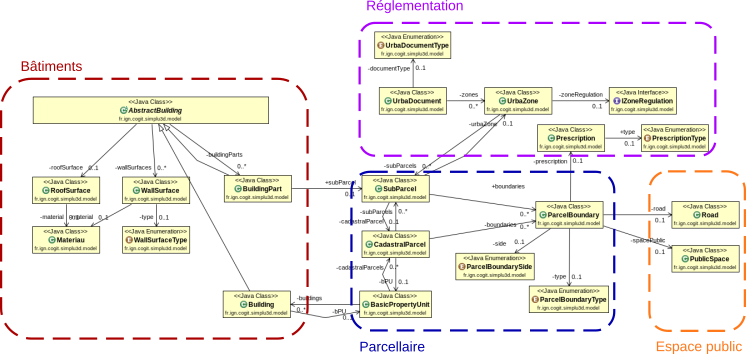 Réglementation
<<Java Enumeration>>
UrbaDocumentType
fr.ign.cogit.simplu3d.model
-documentType
0..1
<<Java Class>>
UrbaDocument
fr.ign.cogit.simplu3d.model
-zones
0..*
<<Java Class>>
UrbaZone
fr.ign.cogit.simplu3d.model
-zoneRegulation
0..1
<<Java Interface>>
IZoneRegulation
fr.ign.cogit.simplu3d.model
-urbaZone
0..1
<<Java Class>>
Prescription
fr.ign.cogit.simplu3d.model
+type
0..1
<<Java Enumeration>>
PrescriptionType
fr.ign.cogit.simplu3d.model
-subParcels
0..*
-prescription
0..1
Bâtiments
<<Java Class>>
AbstractBuilding
fr.ign.cogit.simplu3d.model
-buildingParts
0..*
-roofSurface
0..1
-wallSurfaces
0..*
<<Java Class>>
RoofSurface
fr.ign.cogit.simplu3d.model
<<Java Class>>
WallSurface
fr.ign.cogit.simplu3d.model
<<Java Class>>
BuildingPart
fr.ign.cogit.simplu3d.model
-material
0..1
-material
0..1
-type
0..1
<<Java Class>>
Materiau
fr.ign.cogit.simplu3d.model
<<Java Enumeration>>
WallSurfaceType
fr.ign.cogit.simplu3d.model
<<Java Class>>
Building
fr.ign.cogit.simplu3d.model
-buildings
0..*
-bPU
0..1
+subParcel
0..1
<<Java Class>>
SubParcel
fr.ign.cogit.simplu3d.model
+boundaries
0..*
-subParcels
0..*
-cadastralParcel
0..1
<<Java Class>>
CadastralParcel
fr.ign.cogit.simplu3d.model
-boundaries
0..*
-cadastralParcels
0..*
-bPU
0..1
<<Java Class>>
BasicPropertyUnit
fr.ign.cogit.simplu3d.model
<<Java Class>>
ParcelBoundary
fr.ign.cogit.simplu3d.model
-side
0..1
<<Java Enumeration>>
ParcelBoundarySide
fr.ign.cogit.simplu3d.model
-type
0..1
<<Java Enumeration>>
ParcelBoundaryType
fr.ign.cogit.simplu3d.model
-road
0..1
<<Java Class>>
Road
fr.ign.cogit.simplu3d.model
-spacePublic
0..1
<<Java Class>>
PublicSpace
fr.ign.cogit.simplu3d.model
Parcellaire
Espace public